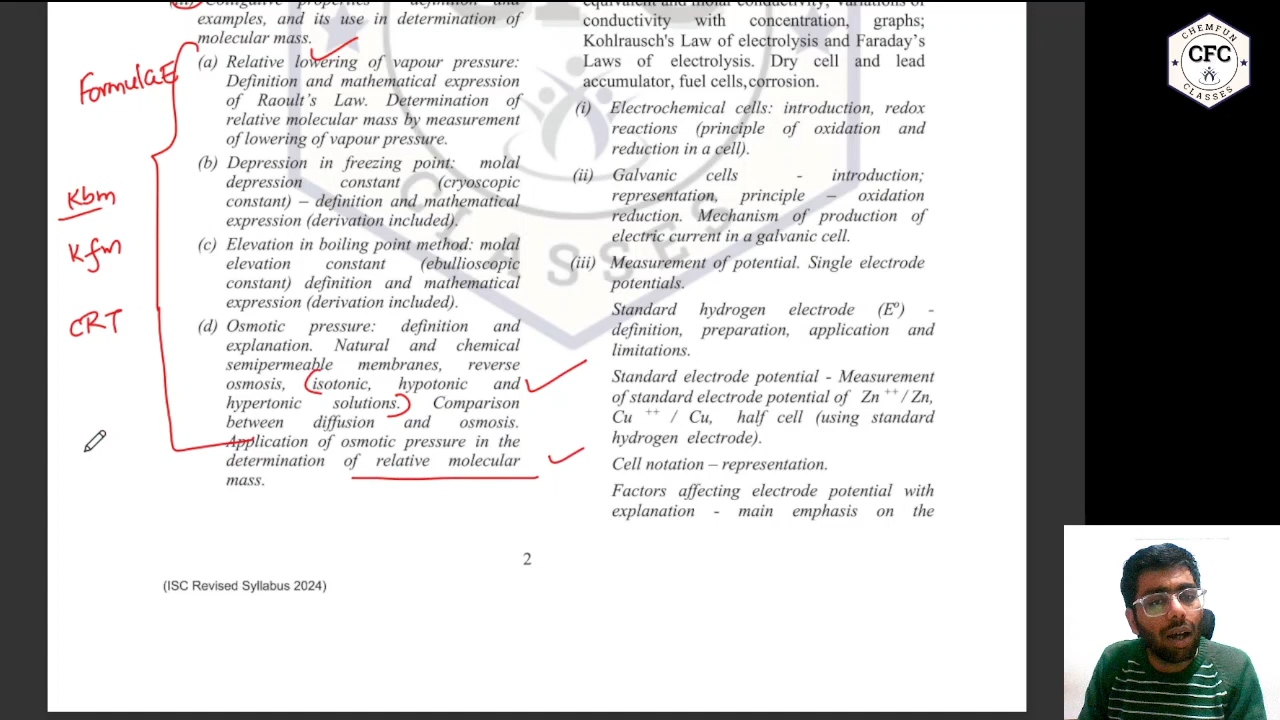 (iii) Colligative properties - definition and
examples, and its use in determination of
molecular mass.
(a) Relative lowering of vapour pressure:
Definition and mathematical expression
of Raoult's Law. Determination of
relative molecular mass by measurement
of lowering of vapour pressure.
(b) Depression in freezing point: molal
depression constant (cryoscopic
constant) – definition and mathematical
expression (derivation included).
(c) Elevation in boiling point method: molal
elevation constant (ebullioscopic
constant) definition and mathematical
expression (derivation included).
(d) Osmotic pressure: definition and
explanation. Natural and chemical
semipermeable membranes, reverse
osmosis, isotonic, hypotonic and
hypertonic solutions. Comparison
between diffusion and osmosis.
Application of osmotic pressure in the
determination of relative molecular
mass.
FormulaE
Kbm
Kfm
CRT
equivalent and molar conductivity, variations of
conductivity with concentration, graphs;
Kohlrausch's Law of electrolysis and Faraday's
Laws of electrolysis. Dry cell and lead
accumulator, fuel cells, corrosion.
(i) Electrochemical cells: introduction, redox
reactions (principle of oxidation and
reduction in a cell).
(ii) Galvanic cells - introduction;
representation, principle – oxidation
reduction. Mechanism of production of
electric current in a galvanic cell.
(iii) Measurement of potential. Single electrode
potentials.
Standard hydrogen electrode (Eº) -
definition, preparation, application and
limitations.
Standard electrode potential - Measurement
of standard electrode potential of Zn ++ / Zn,
Cu ++ / Cu, half cell (using standard
hydrogen electrode).
Cell notation – representation.
Factors affecting electrode potential with
explanation - main emphasis on the
2
(ISC Revised Syllabus 2024)
CLASSES
CHEMFUN
CFC
CLASSES